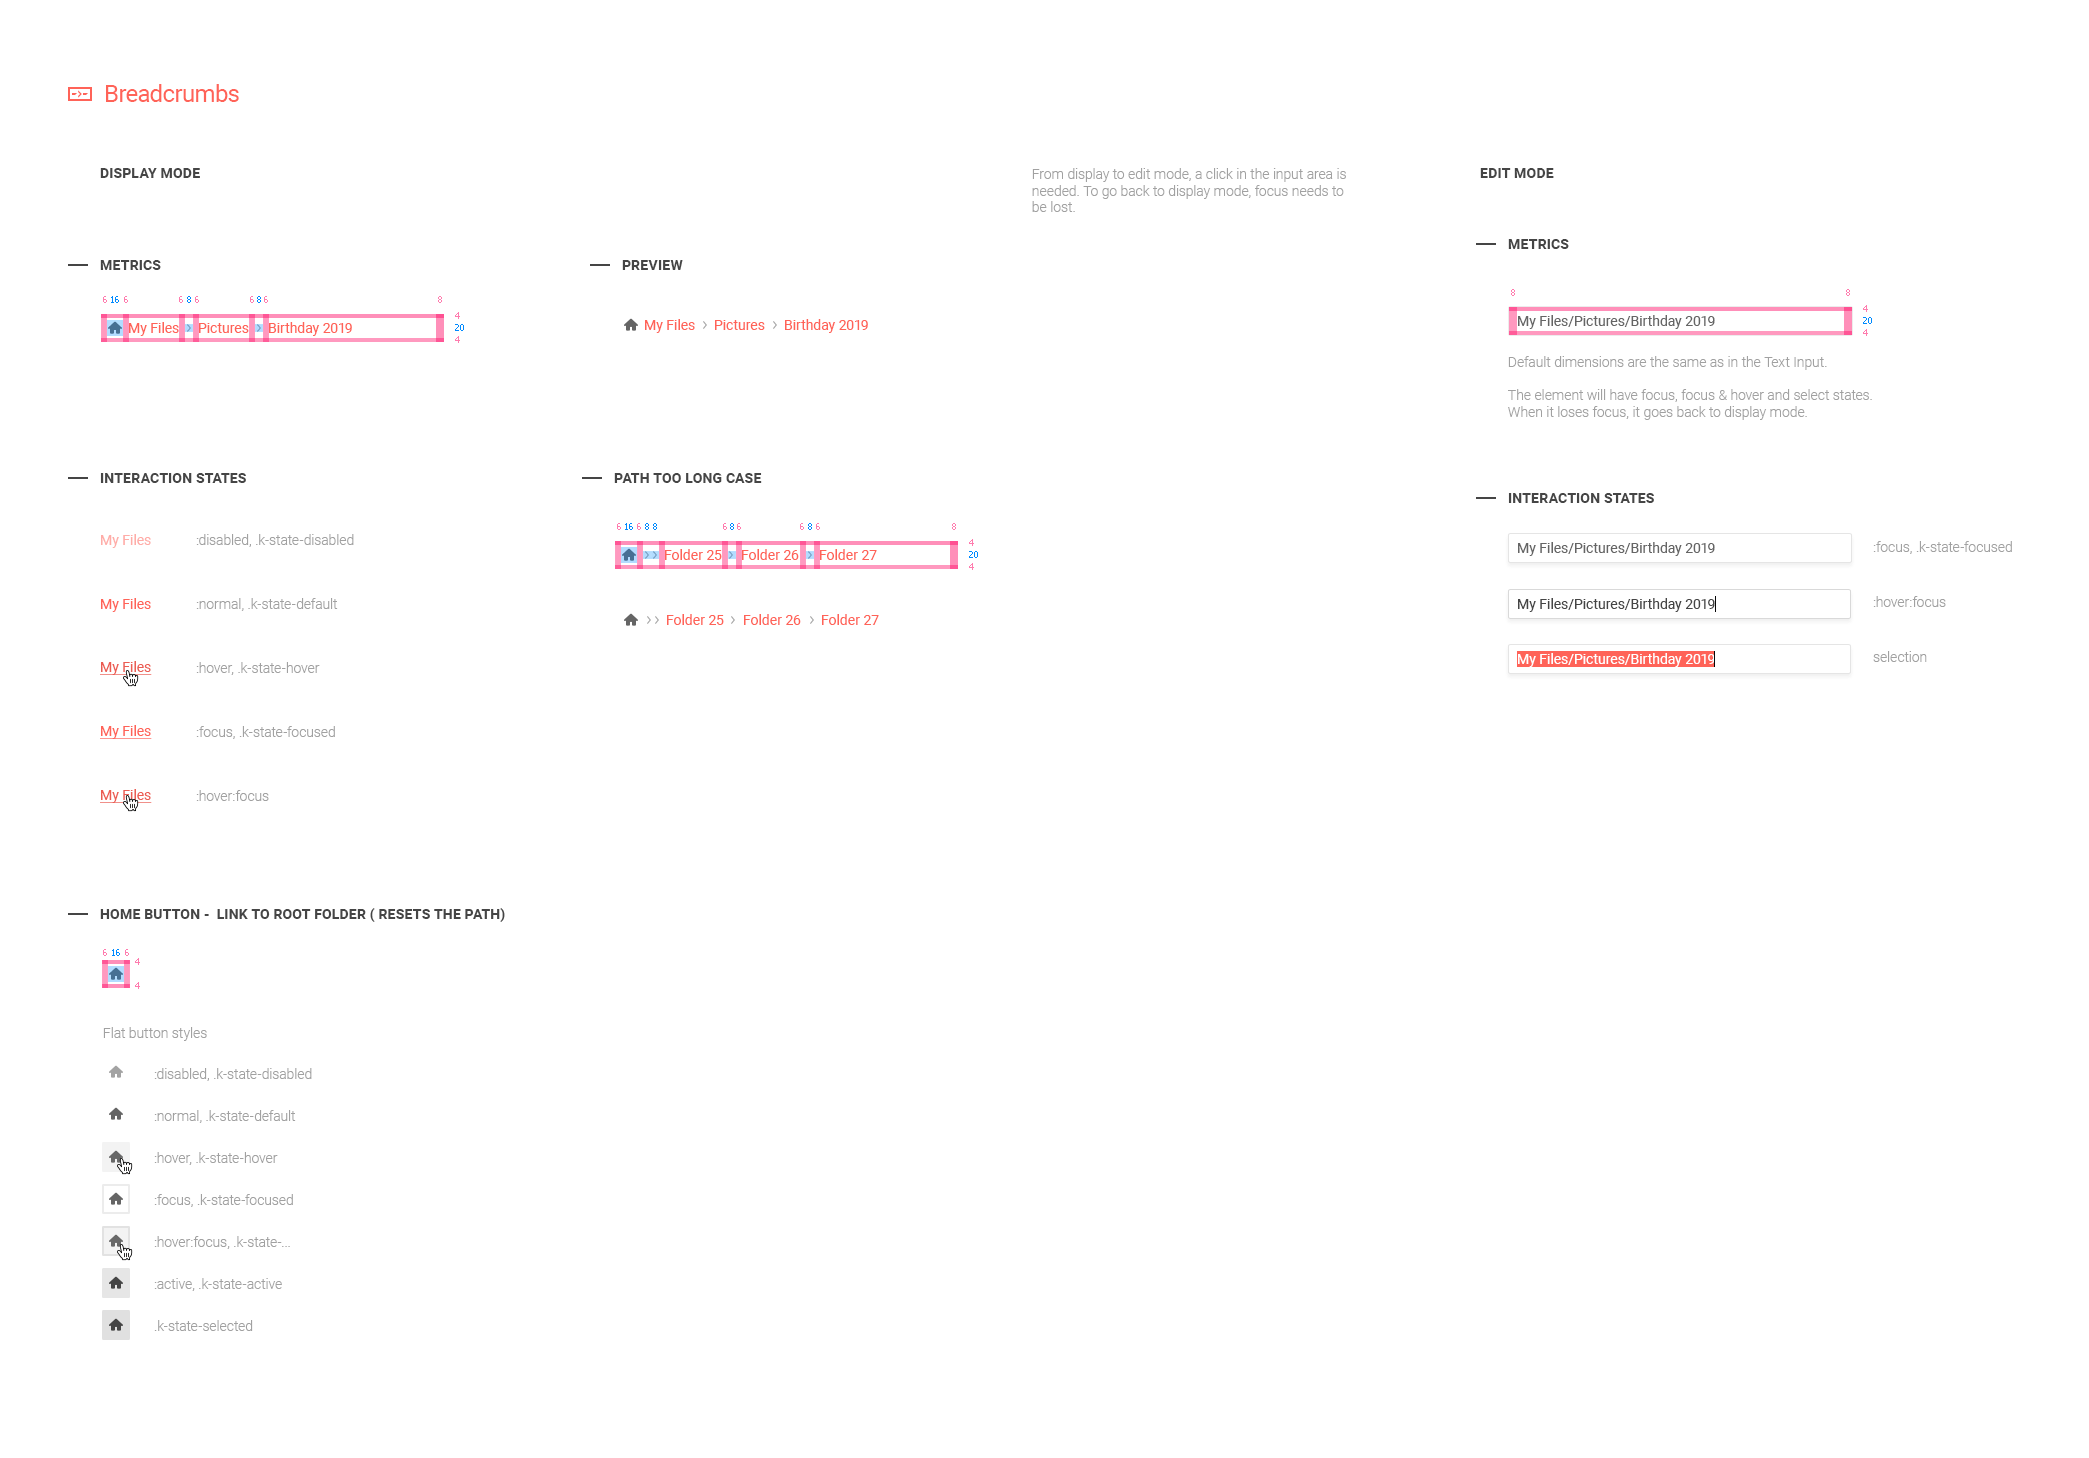 Breadcrumbs
DISPLAY MODE
From display to edit mode, a click in the input area is
needed. To go back to display mode, focus needs to
be lost.
EDIT MODE
METRICS
6 16 6 6 8 6 6 8 6 8
My Files Pictures Birthday 2019
4
20
4
PREVIEW
My Files > Pictures > Birthday 2019
METRICS
8 8
My Files/Pictures/Birthday 2019
4
20
4
Default dimensions are the same as in the Text Input.
The element will have focus, focus & hover and select states.
When it loses focus, it goes back to display mode.
INTERACTION STATES
My Files :disabled, .k-state-disabled
My Files :normal, .k-state-default
My Files :hover, .k-state-hover
My Files :focus, .k-state-focused
My Files :hover:focus
PATH TOO LONG CASE
6 16 6 8 8 6 8 6 6 8 6 8
Folder 25 Folder 26 Folder 27
4
20
4
>> Folder 25 > Folder 26 > Folder 27
INTERACTION STATES
My Files/Pictures/Birthday 2019 :focus, .k-state-focused
My Files/Pictures/Birthday 2019 :hover:focus
My Files/Pictures/Birthday 2019 selection
HOME BUTTON - LINK TO ROOT FOLDER ( RESETS THE PATH)
6 16 6
4
4
Flat button styles
:disabled, .k-state-disabled
:normal, .k-state-default
:hover, .k-state-hover
:focus, .k-state-focused
:hover:focus, .k-state-...
:active, .k-state-active
.k-state-selected